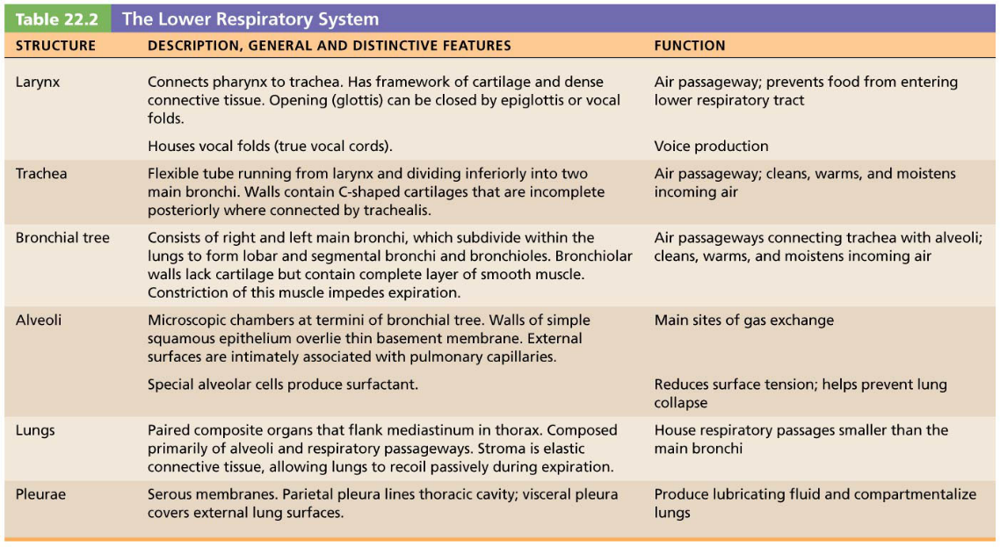 Table 22.2 The Lower Respiratory System
STRUCTURE DESCRIPTION, GENERAL AND DISTINCTIVE FEATURES FUNCTION
Larynx Connects pharynx to trachea. Has framework of cartilage and dense Air passageway; prevents food from entering
connective tissue. Opening (glottis) can be closed by epiglottis or vocal lower respiratory tract
folds.
Houses vocal folds (true vocal cords). Voice production
Trachea Flexible tube running from larynx and dividing inferiorly into two Air passageway; cleans, warms, and moistens
main bronchi. Walls contain C-shaped cartilages that are incomplete incoming air
posteriorly where connected by trachealis.
Bronchial tree Consists of right and left main bronchi, which subdivide within the Air passageways connecting trachea with alveoli;
lungs to form lobar and segmental bronchi and bronchioles. Bronchiolar cleans, warms, and moistens incoming air
walls lack cartilage but contain complete layer of smooth muscle.
Constriction of this muscle impedes expiration.
Alveoli Microscopic chambers at termini of bronchial tree. Walls of simple Main sites of gas exchange
squamous epithelium overlie thin basement membrane. External
surfaces are intimately associated with pulmonary capillaries.
Special alveolar cells produce surfactant. Reduces surface tension; helps prevent lung
collapse
Lungs Paired composite organs that flank mediastinum in thorax. Composed House respiratory passages smaller than the
primarily of alveoli and respiratory passageways. Stroma is elastic main bronchi
connective tissue, allowing lungs to recoil passively during expiration.
Pleurae Serous membranes. Parietal pleura lines thoracic cavity; visceral pleura Produce lubricating fluid and compartmentalize
covers external lung surfaces. lungs